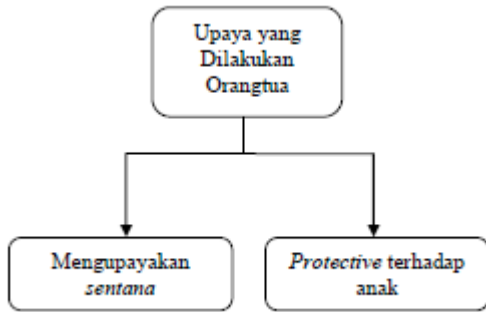 Upaya yang
Dilakukan
Orangtua
Mengupayakan
sentana
Protective terhadap
anak